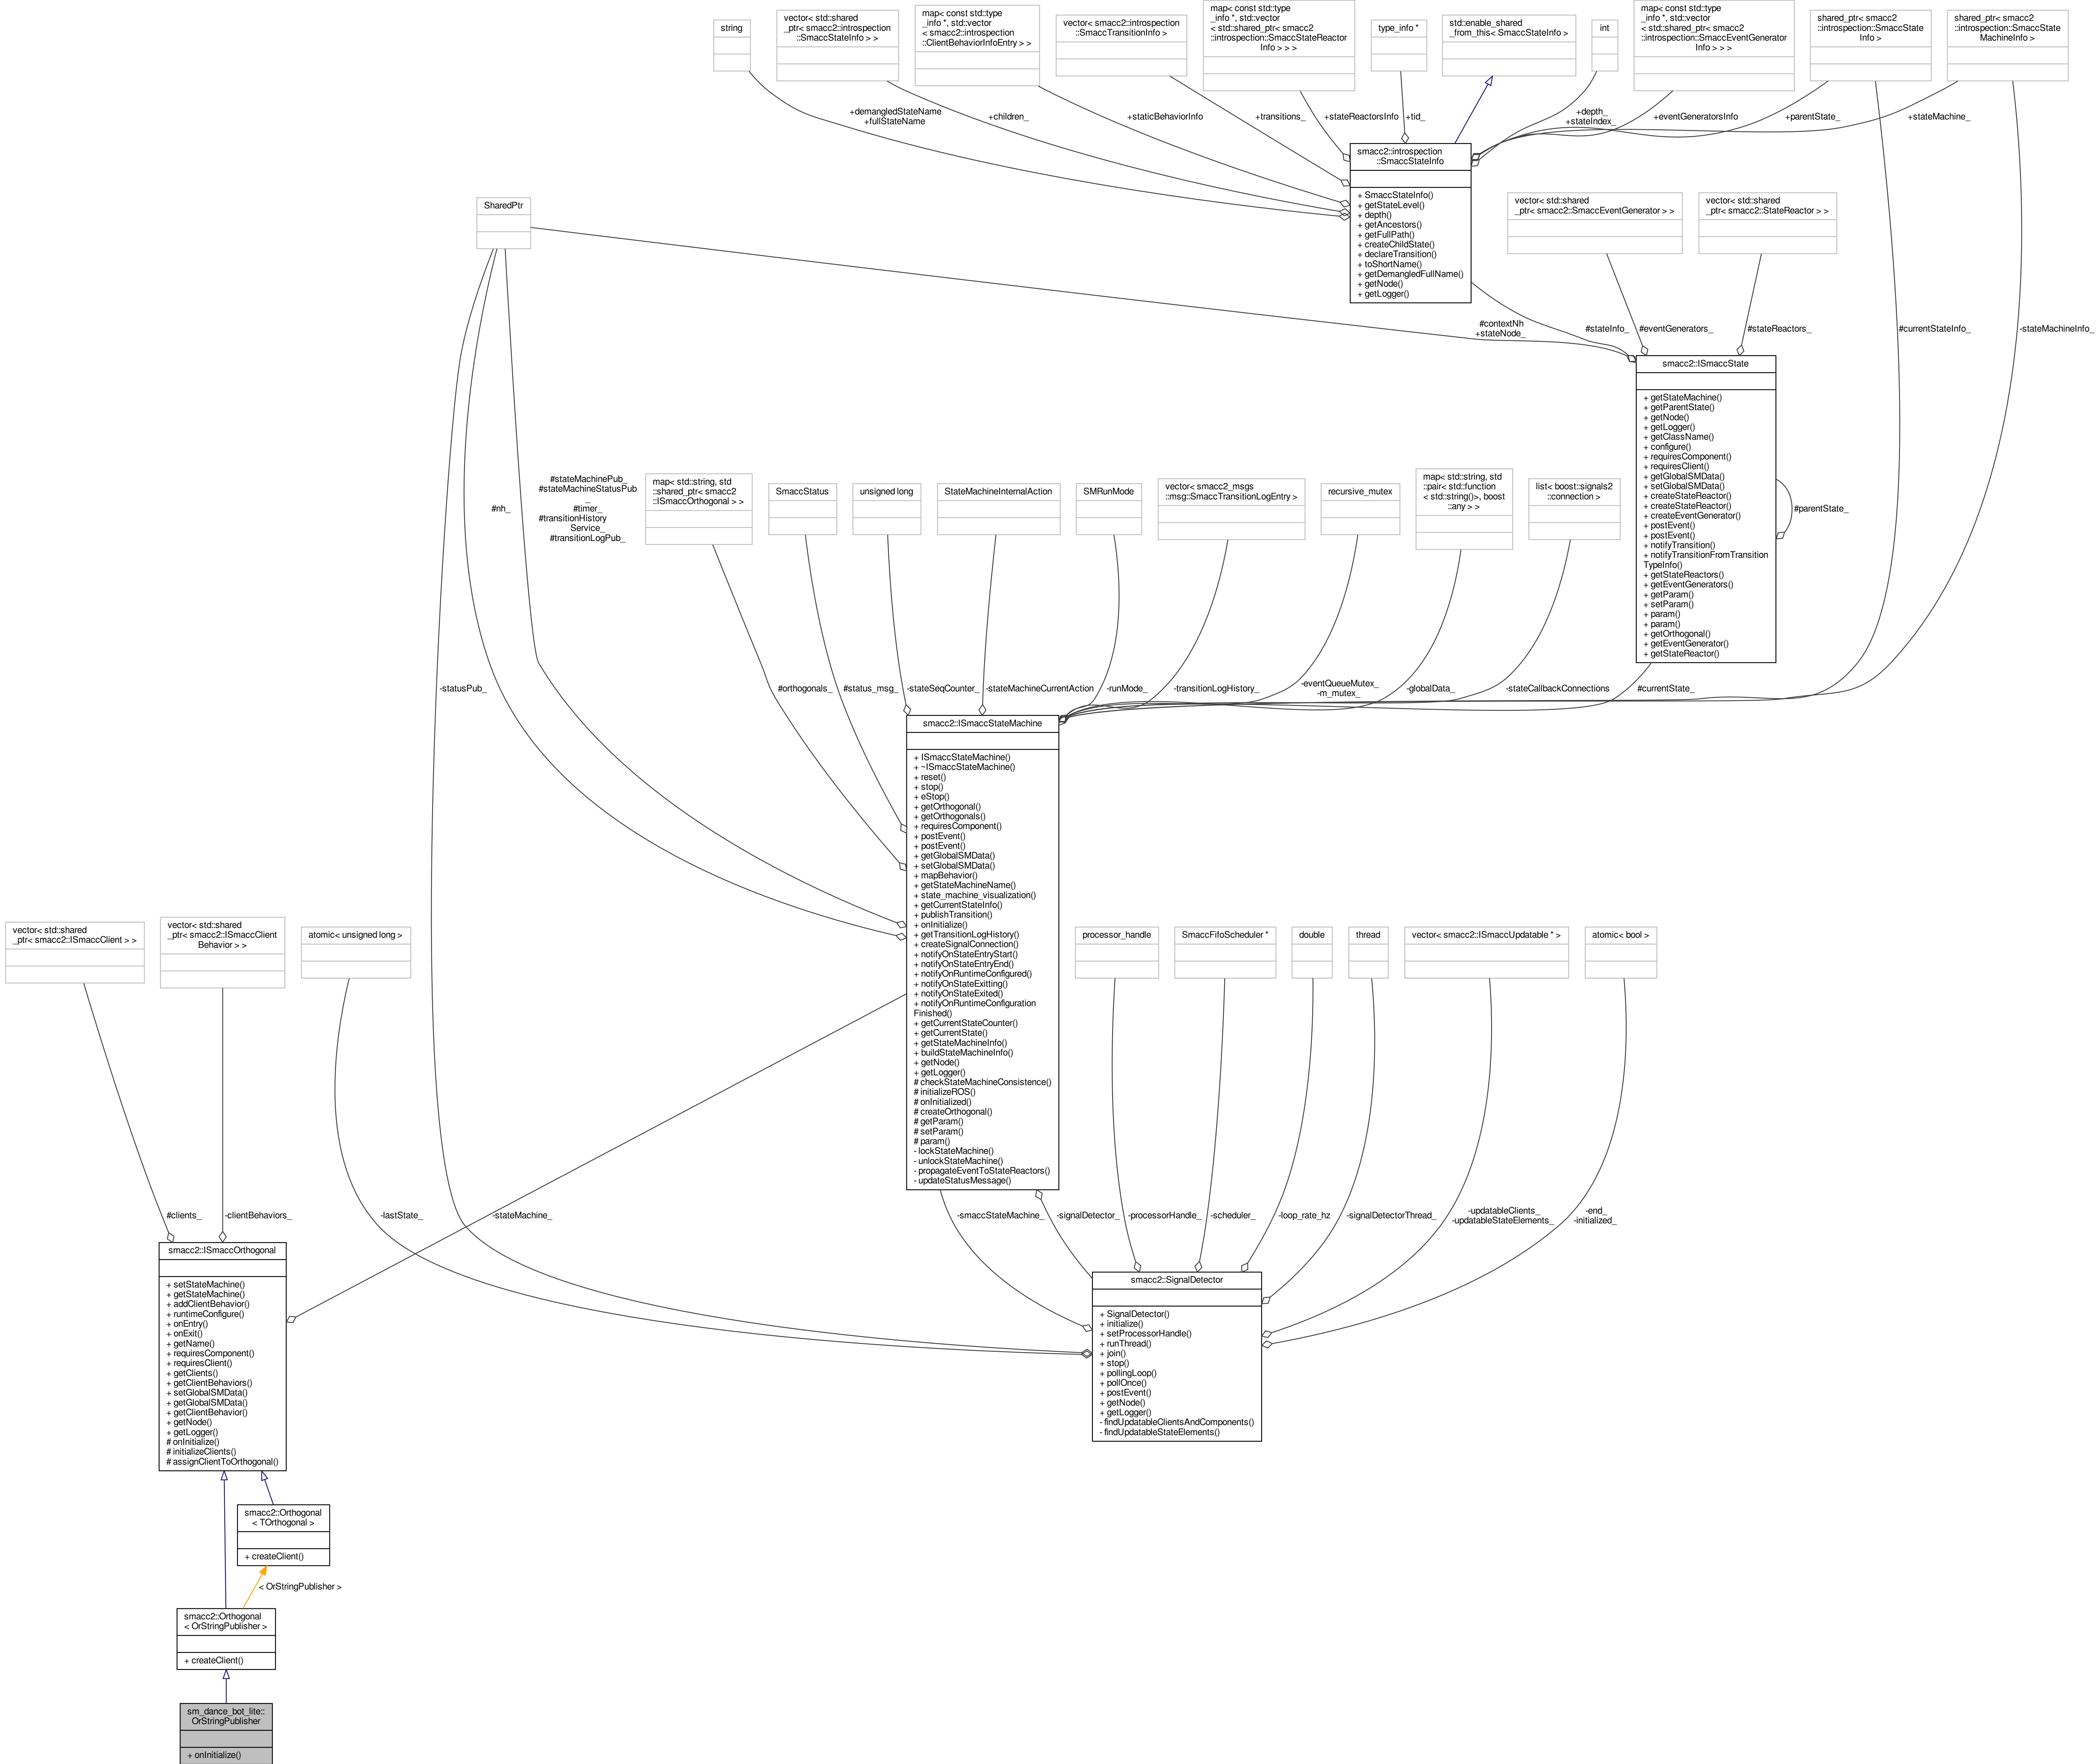 string
vector< std::shared
_ptr< smacc2::introspection
::SmaccStateInfo > >
map< const std::type
_info *, std::vector
< smacc2::introspection
::ClientBehaviorInfoEntry > >
vector< smacc2::introspection
::SmaccTransitionInfo >
map< const std::type
_info *, std::vector
< std::shared_ptr< smacc2
::introspection::SmaccStateReactor
Info > > >
type_info *
std::enable_shared
_from_this< SmaccStateInfo >
int
map< const std::type
_info *, std::vector
< std::shared_ptr< smacc2
::introspection::SmaccEventGenerator
Info > > >
shared_ptr< smacc2
::introspection::SmaccState
Info >
shared_ptr< smacc2
::introspection::SmaccState
MachineInfo >
+demangledStateName
+fullStateName
+children_
+staticBehaviorInfo
+transitions_
+stateReactorsInfo
+tid_
+depth_
+stateIndex_
+eventGeneratorsInfo
+parentState_
+stateMachine_
smacc2::introspection
::SmaccStateInfo
+ SmaccStateInfo()
+ getStateLevel()
+ depth()
+ getAncestors()
+ getFullPath()
+ createChildState()
+ declareTransition()
+ toShortName()
+ getDemangledFullName()
+ getNode()
+ getLogger()
SharedPtr
vector< std::shared
_ptr< smacc2::SmaccEventGenerator > >
vector< std::shared
_ptr< smacc2::StateReactor > >
#contextNh
+stateNode_
#stateInfo_
#eventGenerators_
#stateReactors_
#currentStateInfo_
-stateMachineInfo_
smacc2::ISmaccState
+ getStateMachine()
+ getParentState()
+ getNode()
+ getLogger()
+ getClassName()
+ configure()
+ requiresComponent()
+ requiresClient()
+ getGlobalSMData()
+ setGlobalSMData()
+ createStateReactor()
+ createStateReactor()
+ createEventGenerator()
+ postEvent()
+ postEvent()
+ notifyTransition()
+ notifyTransitionFromTransition
TypeInfo()
+ getStateReactors()
+ getEventGenerators()
+ getParam()
+ setParam()
+ param()
+ param()
+ getOrthogonal()
+ getEventGenerator()
+ getStateReactor()
#parentState_
#nh_
#stateMachinePub_
#stateMachineStatusPub
_
#timer_
#transitionHistory
Service_
#transitionLogPub_
map< std::string, std
::shared_ptr< smacc2
::ISmaccOrthogonal > >
SmaccStatus
unsigned long
StateMachineInternalAction
SMRunMode
vector< smacc2_msgs
::msg::SmaccTransitionLogEntry >
recursive_mutex
map< std::string, std
::pair< std::function
< std::string()>, boost
::any > >
list< boost::signals2
::connection >
-statusPub_
#orthogonals_
#status_msg_
-stateSeqCounter_
-stateMachineCurrentAction
-runMode_
-transitionLogHistory_
-eventQueueMutex_
-m_mutex_
-globalData_
-stateCallbackConnections
#currentState_
smacc2::ISmaccStateMachine
+ ISmaccStateMachine()
+ ~ISmaccStateMachine()
+ reset()
+ stop()
+ eStop()
+ getOrthogonal()
+ getOrthogonals()
+ requiresComponent()
+ postEvent()
+ postEvent()
+ getGlobalSMData()
+ setGlobalSMData()
+ mapBehavior()
+ getStateMachineName()
+ state_machine_visualization()
+ getCurrentStateInfo()
+ publishTransition()
+ onInitialize()
+ getTransitionLogHistory()
+ createSignalConnection()
+ notifyOnStateEntryStart()
+ notifyOnStateEntryEnd()
+ notifyOnRuntimeConfigured()
+ notifyOnStateExitting()
+ notifyOnStateExited()
+ notifyOnRuntimeConfiguration
Finished()
+ getCurrentStateCounter()
+ getCurrentState()
+ getStateMachineInfo()
+ buildStateMachineInfo()
+ getNode()
+ getLogger()
# checkStateMachineConsistence()
# initializeROS()
# onInitialized()
# createOrthogonal()
# getParam()
# setParam()
# param()
- lockStateMachine()
- unlockStateMachine()
- propagateEventToStateReactors()
- updateStatusMessage()
vector< std::shared
_ptr< smacc2::ISmaccClient > >
vector< std::shared
_ptr< smacc2::ISmaccClient
Behavior > >
atomic< unsigned long >
processor_handle
SmaccFifoScheduler *
double
thread
vector< smacc2::ISmaccUpdatable * >
atomic< bool >
#clients_
-clientBehaviors_
-lastState_
-stateMachine_
-smaccStateMachine_
-signalDetector_
-processorHandle_
-scheduler_
-loop_rate_hz
-signalDetectorThread_
-updatableClients_
-updatableStateElements_
-end_
-initialized_
smacc2::ISmaccOrthogonal
+ setStateMachine()
+ getStateMachine()
+ addClientBehavior()
+ runtimeConfigure()
+ onEntry()
+ onExit()
+ getName()
+ requiresComponent()
+ requiresClient()
+ getClients()
+ getClientBehaviors()
+ setGlobalSMData()
+ getGlobalSMData()
+ getClientBehavior()
+ getNode()
+ getLogger()
# onInitialize()
# initializeClients()
# assignClientToOrthogonal()
smacc2::SignalDetector
+ SignalDetector()
+ initialize()
+ setProcessorHandle()
+ runThread()
+ join()
+ stop()
+ pollingLoop()
+ pollOnce()
+ postEvent()
+ getNode()
+ getLogger()
- findUpdatableClientsAndComponents()
- findUpdatableStateElements()
smacc2::Orthogonal
< TOrthogonal >
+ createClient()
< OrStringPublisher >
smacc2::Orthogonal
< OrStringPublisher >
+ createClient()
sm_dance_bot_lite::
OrStringPublisher
+ onInitialize()